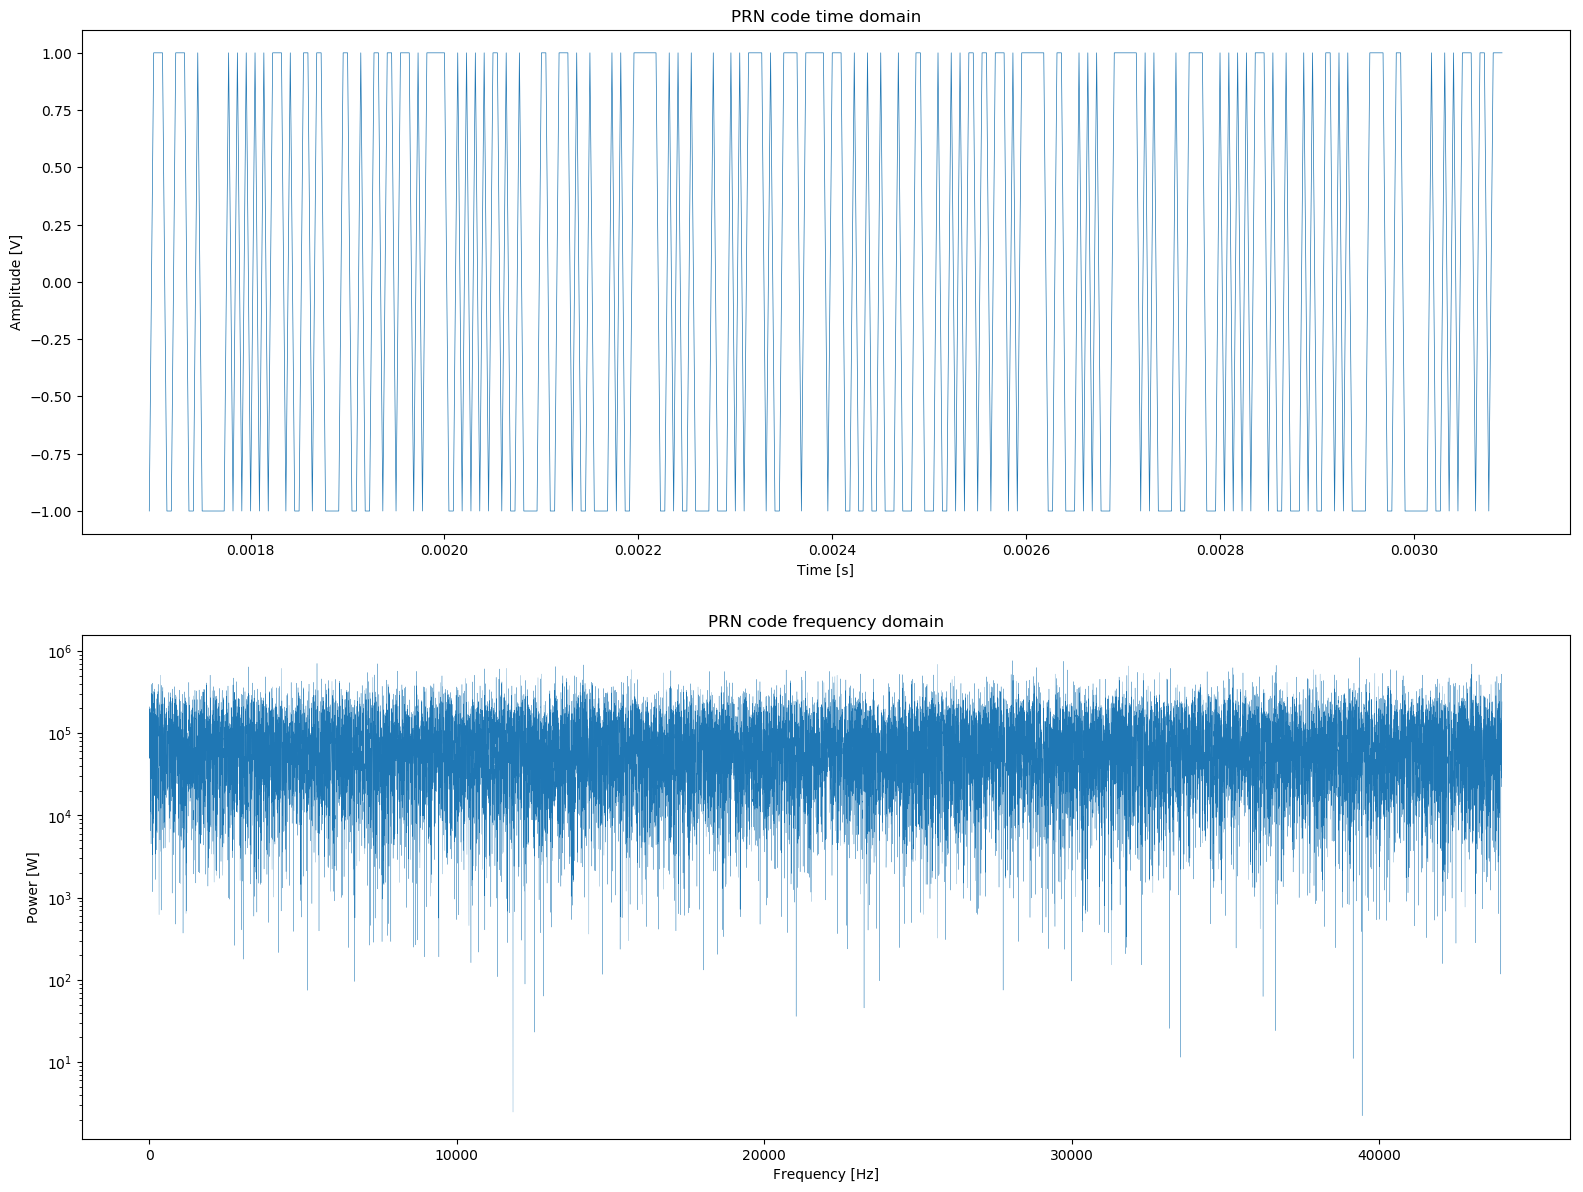 PRN code time domain
1.00
0.75
0.50
0.25
0.00
−0.25
−0.50
−0.75
−1.00
Amplitude [V]
0.0018 0.0020 0.0022 0.0024 0.0026 0.0028 0.0030
Time [s]
PRN code frequency domain
10^6
10^5
10^4
10^3
10^2
10^1
Power [W]
0 10000 20000 30000 40000
Frequency [Hz]